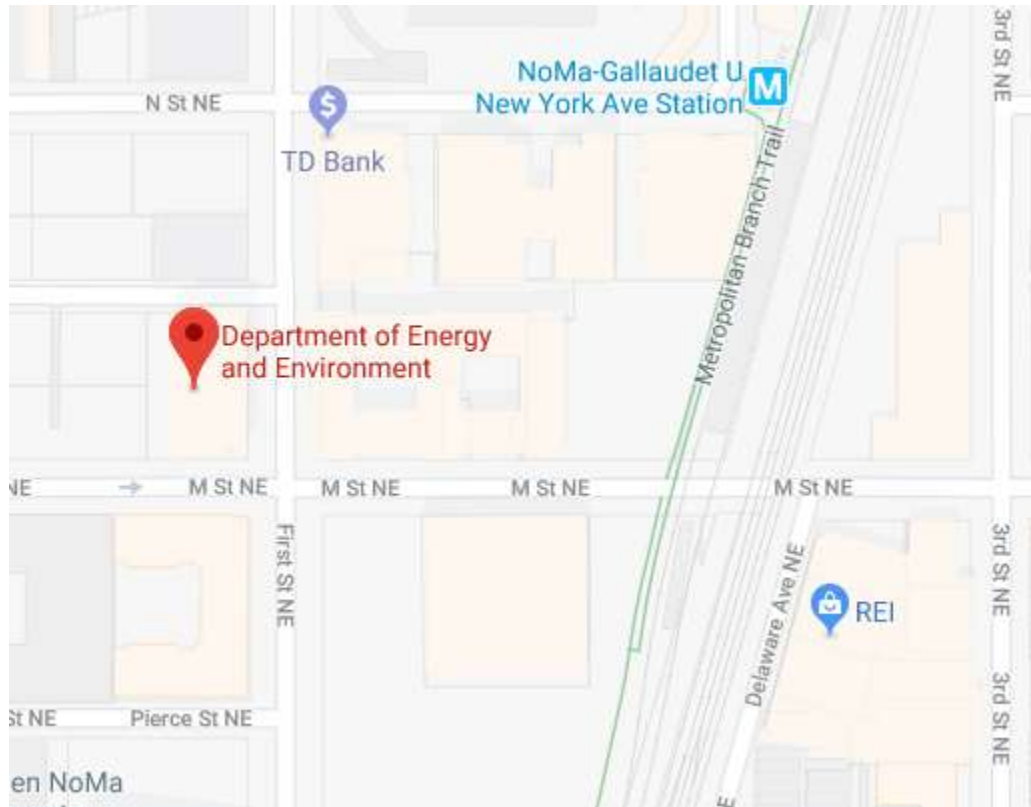 3rd St NE
NoMa-Gallaudet U
New York Ave Station
M
N St NE
$
TD Bank
Metropolitan Branch Trail
Department of Energy
and Environment
NE
M St NE
M St NE
M St NE
M St NE
First St NE
3rd St NE
Delaware Ave NE
REI
3rd St NE
St NE
Pierce St NE
en NoMa
E